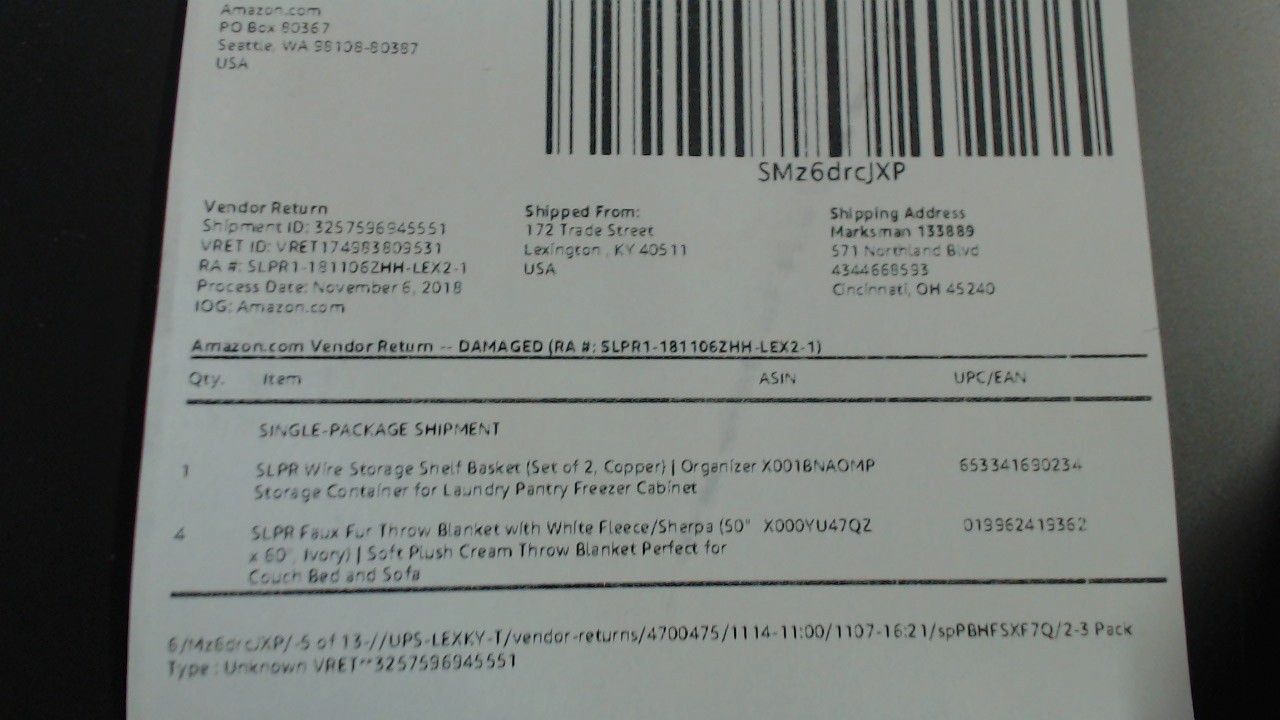 Amazon.com
PO Box 80367
Seattle, WA 98108-80387
USA
SMz6drcJXP
Vendor Return
Shipment ID: 3257596945551
VRET ID: VRET174983809531
RA #: SLPR1-181106ZHH-LEX2-1
Process Date: November 6, 2018
IOG: Amazon.com
Shipped From:
172 Trade Street
Lexington , KY 40511
USA
Shipping Address
Marksman 133889
571 Northland Blvd
4344668593
Cincinnati, OH 45240
Amazon.com Vendor Return -- DAMAGED (RA #: SLPR1-181106ZHH-LEX2-1)
Qty. Item ASIN UPC/EAN
SINGLE-PACKAGE SHIPMENT
1 SLPR Wire Storage Shelf Basket (Set of 2, Copper) | Organizer X001BNAOMP 653341690234
Storage Container for Laundry Pantry Freezer Cabinet
4 SLPR Faux Fur Throw Blanket with White Fleece/Sherpa (50" X000YU47QZ 019962419362
x 60", Ivory) | Soft Plush Cream Throw Blanket Perfect for
Couch Bed and Sofa
6/Mz6drcJXP/-5 of 13-//UPS-LEXKY-T/vendor-returns/4700475/1114-11:00/1107-16:21/spPBHFSXF7Q/2-3 Pack
Type : Unknown VRET**3257596945551